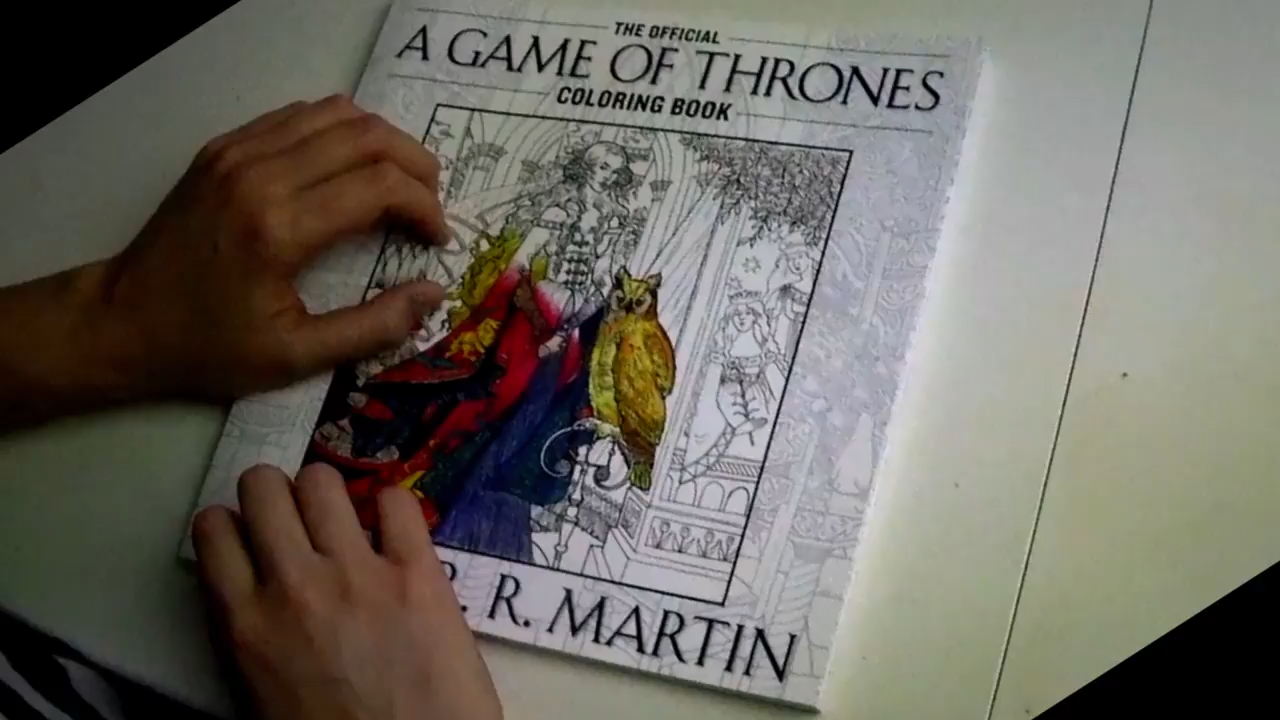 THE OFFICIAL
A GAME OF THRONES
COLORING BOOK
R. R. MARTIN